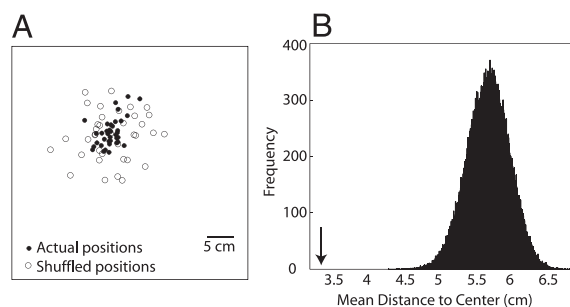 A
5 cm
• Actual positions
○ Shuffled positions
B
Frequency
400
300
200
100
0
3.5 4 4.5 5 5.5 6 6.5
Mean Distance to Center (cm)